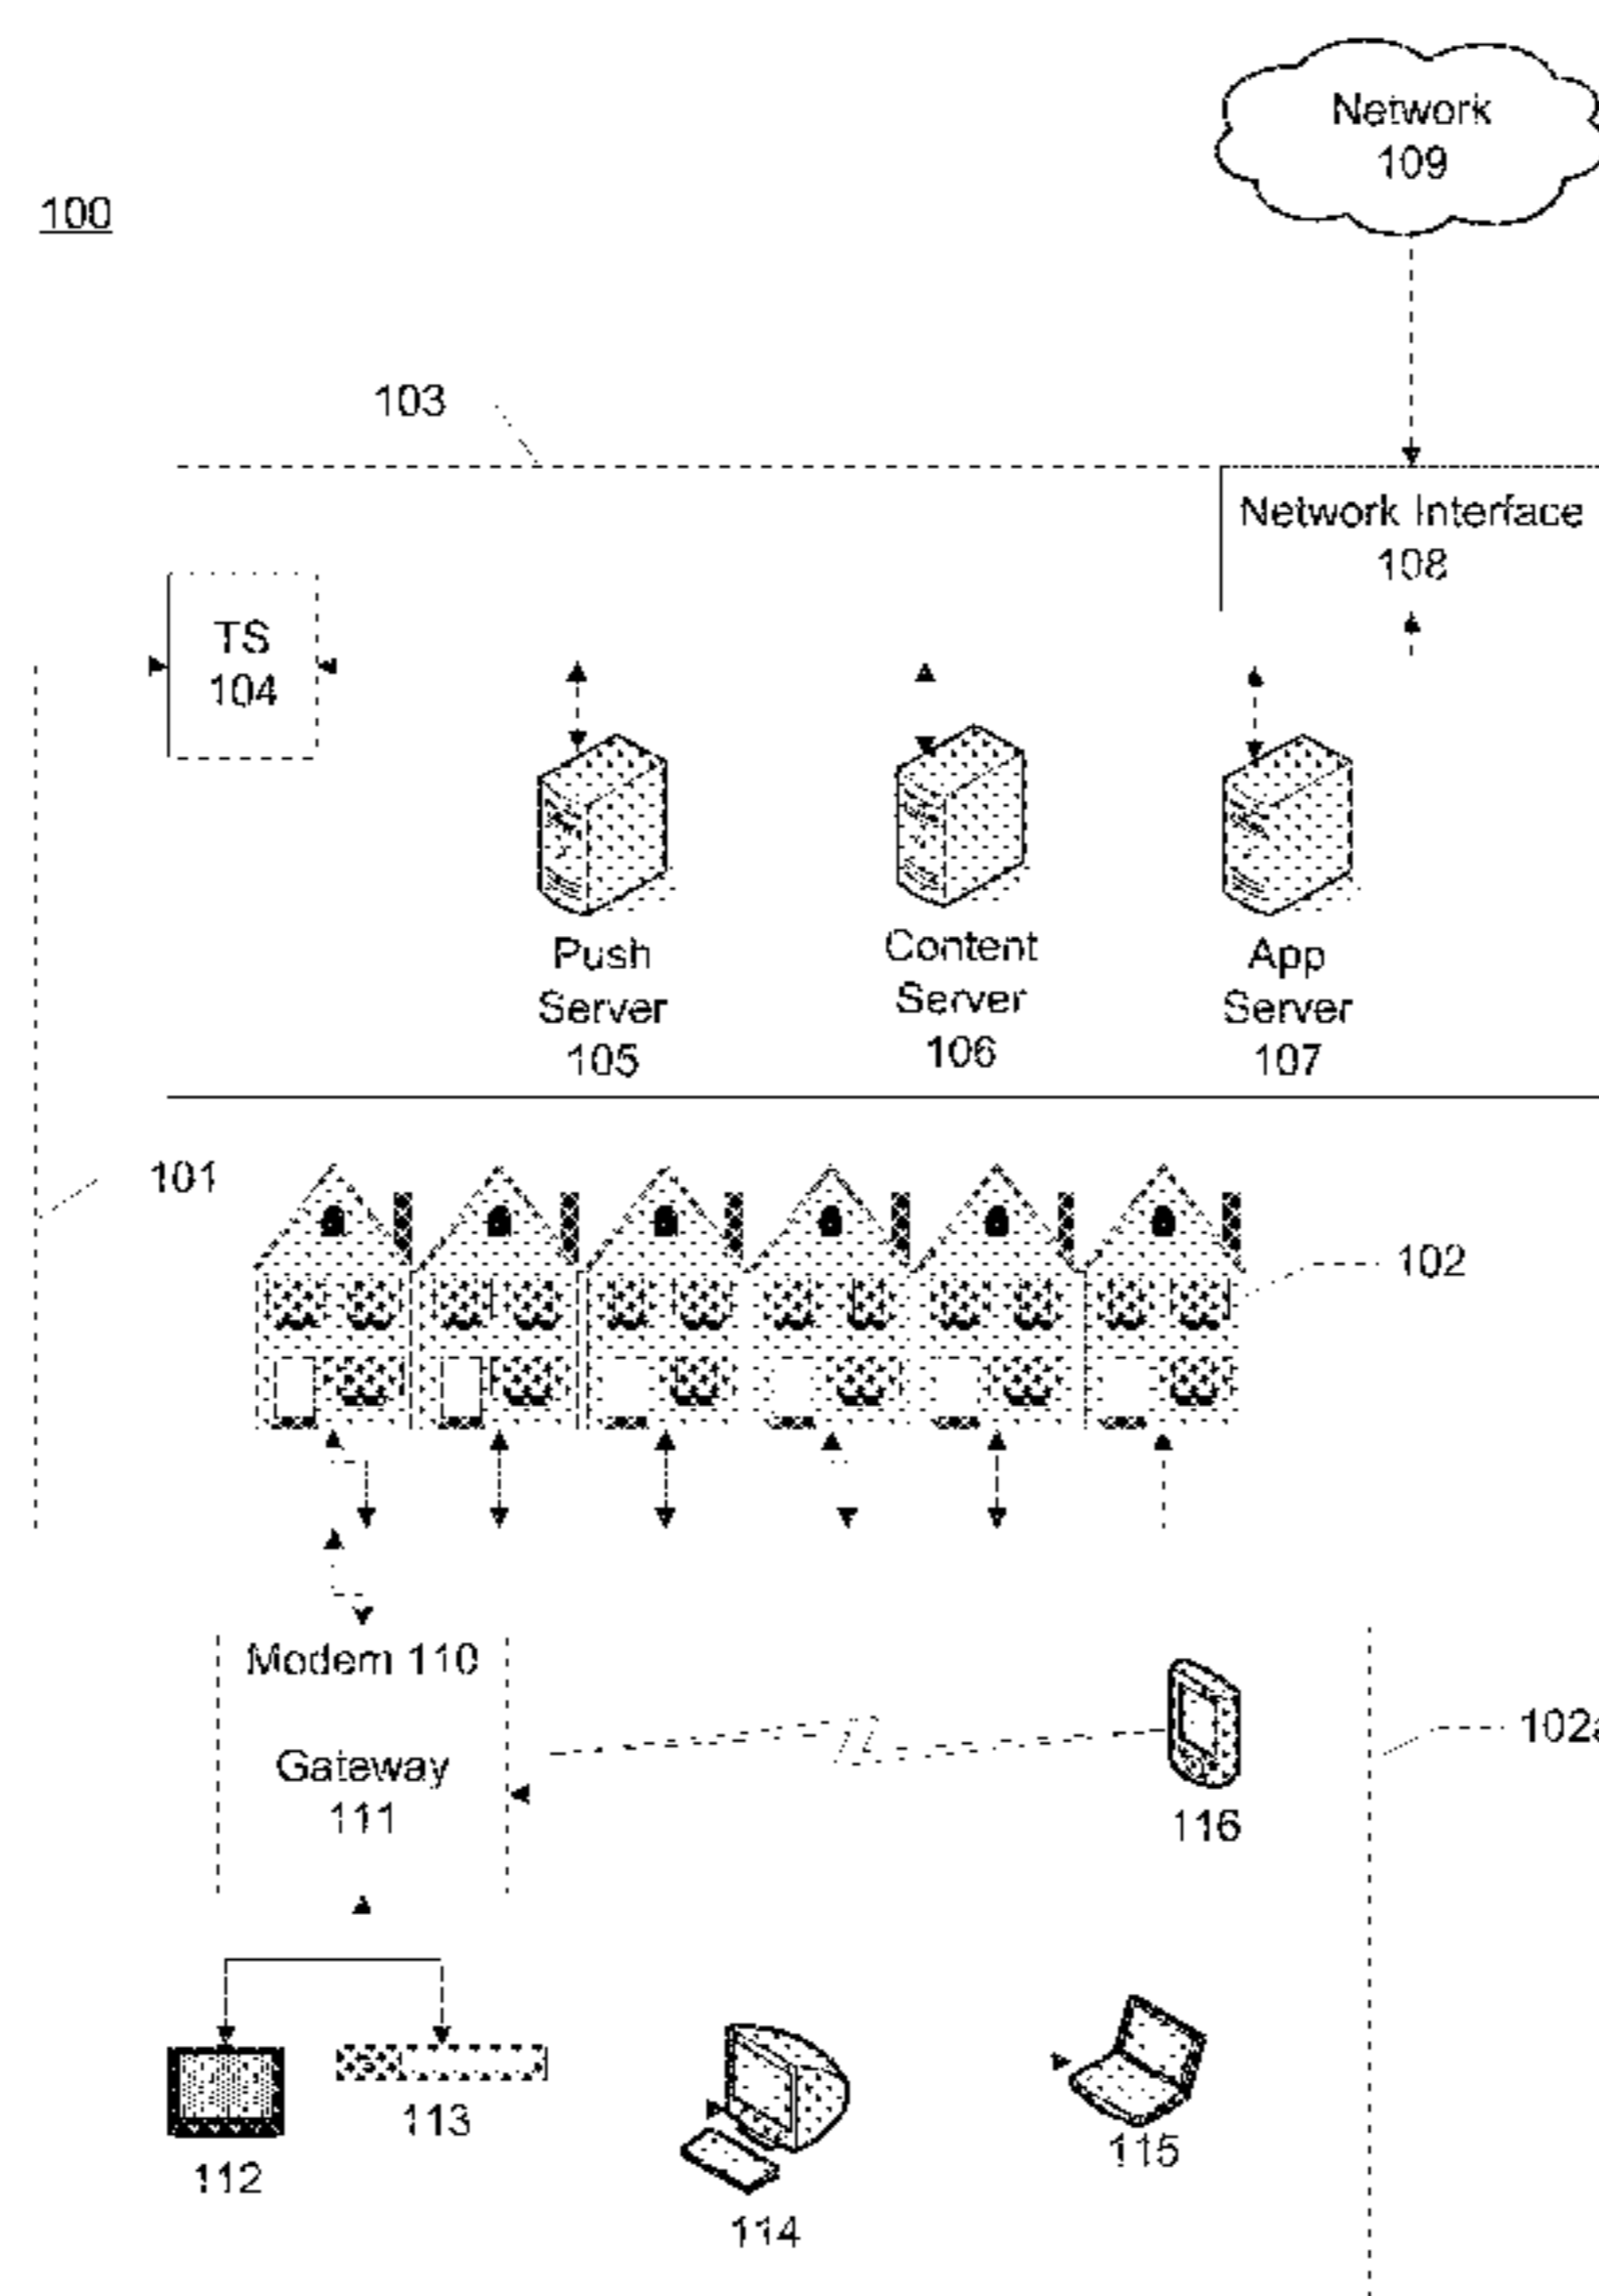 Network
109
100
103
Network Interface
108
TS
104
Push
Server
105
Content
Server
106
App
Server
107
101
102
Modem 110
102a
Gateway
111
116
112
113
114
115